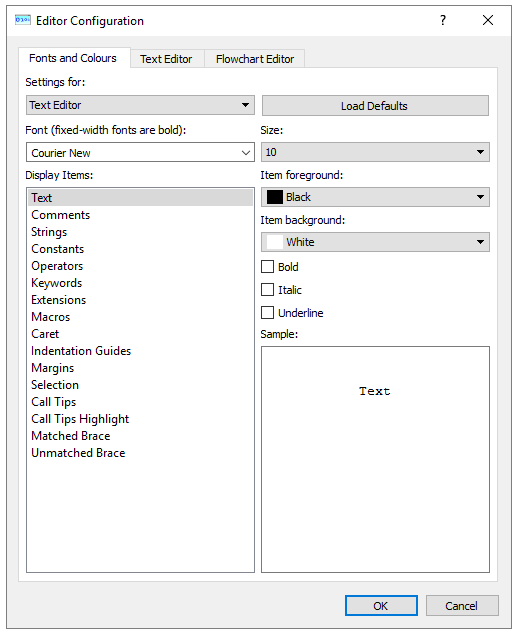 Editor Configuration
?
Fonts and Colours
Text Editor
Flowchart Editor
Settings for:
Text Editor
Load Defaults
Font (fixed-width fonts are bold):
Size:
Courier New
10
Display Items:
Item foreground:
Text
Comments
Strings
Constants
Operators
Keywords
Extensions
Macros
Caret
Indentation Guides
Margins
Selection
Call Tips
Call Tips Highlight
Matched Brace
Unmatched Brace
Black
Item background:
White
Bold
Italic
Underline
Sample:
Text
OK
Cancel